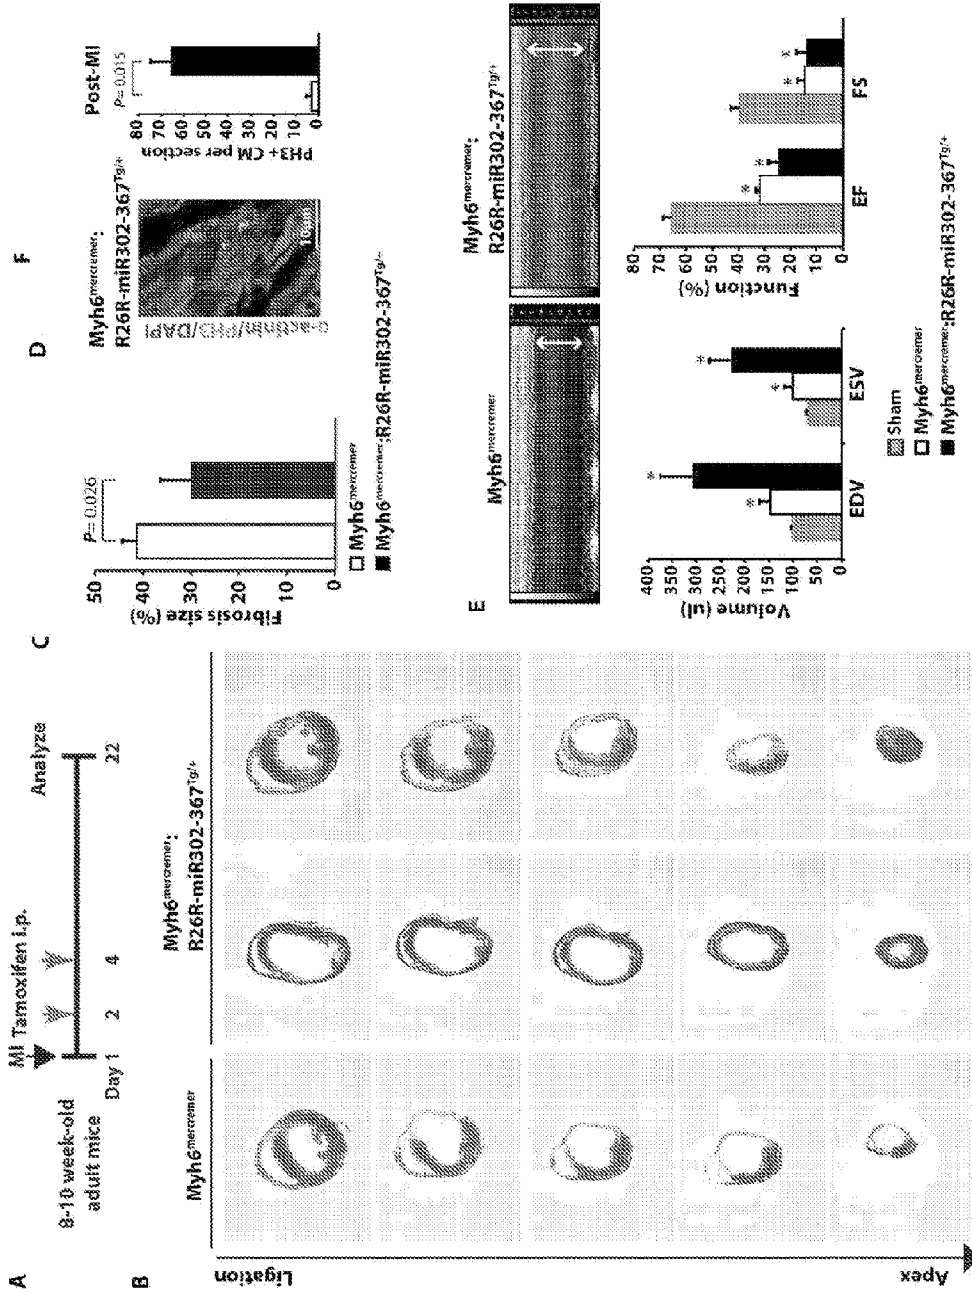 A
8-10 week-old
adult mice
MI
Tamoxifen i.p.
Analyze
Day 1
2
4
22
B
Myh6mercremer
Myh6mercremer:
R26R-miR302-367Tg/+
Ligation
Apex
C
Fibrosis size (%)
50
40
30
20
10
0
P= 0.026
Myh6mercremer
Myh6mercremer:R26R-miR302-367Tg/+
D
Myh6mercremer:
R26R-miR302-367Tg/+
α-actinin/PH3/DAPI
F
Post-MI
P= 0.015
PH3+ CM per section
80
70
60
50
40
30
20
10
0
E
Myh6mercremer
Myh6mercremer:
R26R-miR302-367Tg/+
Volume (ul)
400
350
300
250
200
150
100
50
0
*
*
*
*
EDV
ESV
Function (%)
80
70
60
50
40
30
20
10
0
*
*
*
*
EF
FS
Sham
Myh6mercremer
Myh6mercremer:R26R-miR302-367Tg/+